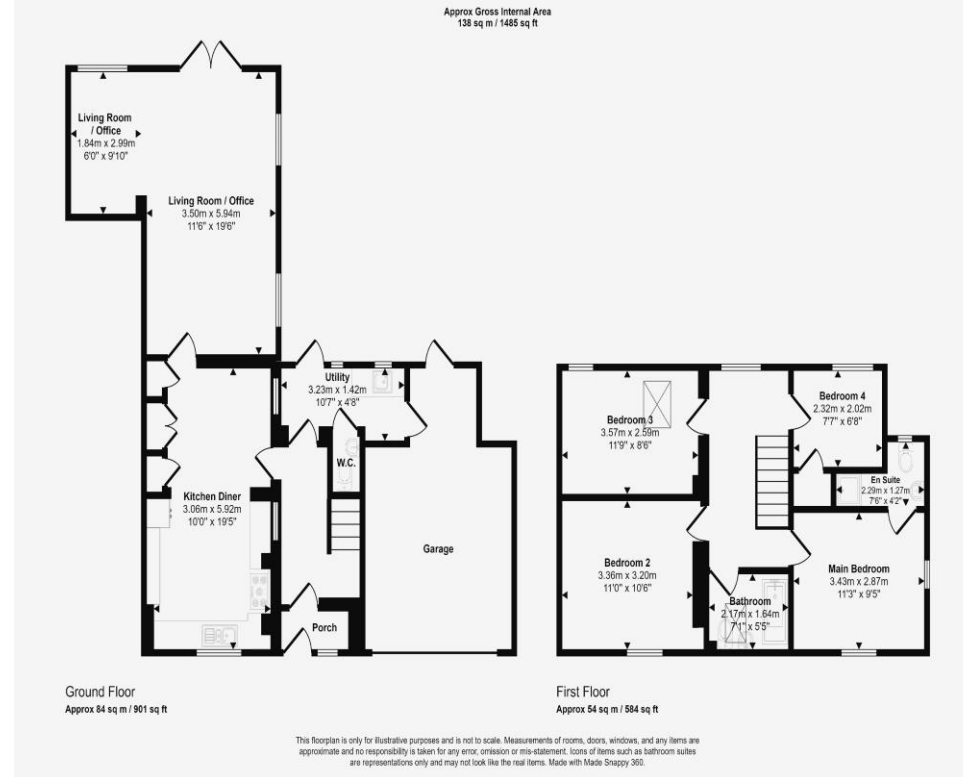 Approx Gross Internal Area
138 sq m / 1485 sq ft
Living Room
/ Office
1.84m x 2.99m
6'0" x 9'10"
Living Room / Office
3.50m x 5.94m
11'6" x 19'6"
Utility
3.23m x 1.42m
10'7" x 4'8"
W.C.
Kitchen Diner
3.06m x 5.92m
10'0" x 19'5"
Garage
Porch
Bedroom 3
3.57m x 2.59m
11'9" x 8'6"
Bedroom 4
2.32m x 2.02m
7'7" x 6'8"
En Suite
2.29m x 1.27m
7'6" x 4'2"
Bedroom 2
3.36m x 3.20m
11'0" x 10'6"
Main Bedroom
3.43m x 2.87m
11'3" x 9'5"
Bathroom
2.17m x 1.64m
7'1" x 5'5"
Ground Floor
Approx 84 sq m / 901 sq ft
First Floor
Approx 54 sq m / 584 sq ft
This floorplan is only for illustrative purposes and is not to scale. Measurements of rooms, doors, windows, and any items are
approximate and no responsibility is taken for any error, omission or mis-statement. Icons of items such as bathroom suites
are representations only and may not look like the real items. Made with Made Snappy 360.